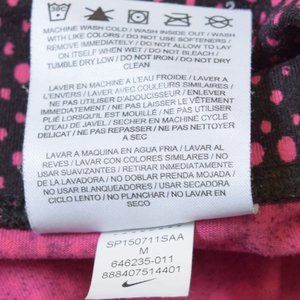 MACHINE WASH COLD / WASH INSIDE OUT / WASH
WITH LIKE COLORS / DO NOT USE SOFTENERS /
REMOVE IMMEDIATELY / DO NOT ALLOW TO LAY
ON ITSELF WHEN WET / DO NOT BLEACH /
TUMBLE DRY LOW / DO NOT IRON / DO NOT DRY
CLEAN
LAVER EN MACHINE À L'EAU FROIDE / LAVER À
L'ENVERS / LAVER AVEC COULEURS SIMILAIRES /
NE PAS UTILISER D'ADOUCISSEUR / ENLEVER
IMMÉDIATEMENT / NE PAS LAISSER LE VÊTEMENT
PLIÉ LORSQU'IL EST MOUILLÉ / NE PAS UTILISER
D'EAU DE JAVEL / SÉCHER EN MACHINE CYCLE
DÉLICAT / NE PAS REPASSER / NE PAS NETTOYER
À SEC
LAVAR A MAQUINA EN AGUA FRIA / LAVAR AL
REVES / LAVAR CON COLORES SIMILARES / NO
USAR SUAVIZADORES / RETIRAR INMEDIATAMENTE
DE LA LAVADORA / NO DOBLAR PRENDA MOJADA /
NO USAR BLANQUEADORES / USAR SECADORA
CICLO LENTO / NO PLANCHAR / NO LAVAR EN
SECO
SP150711SAA
M
646235-011
888407514401